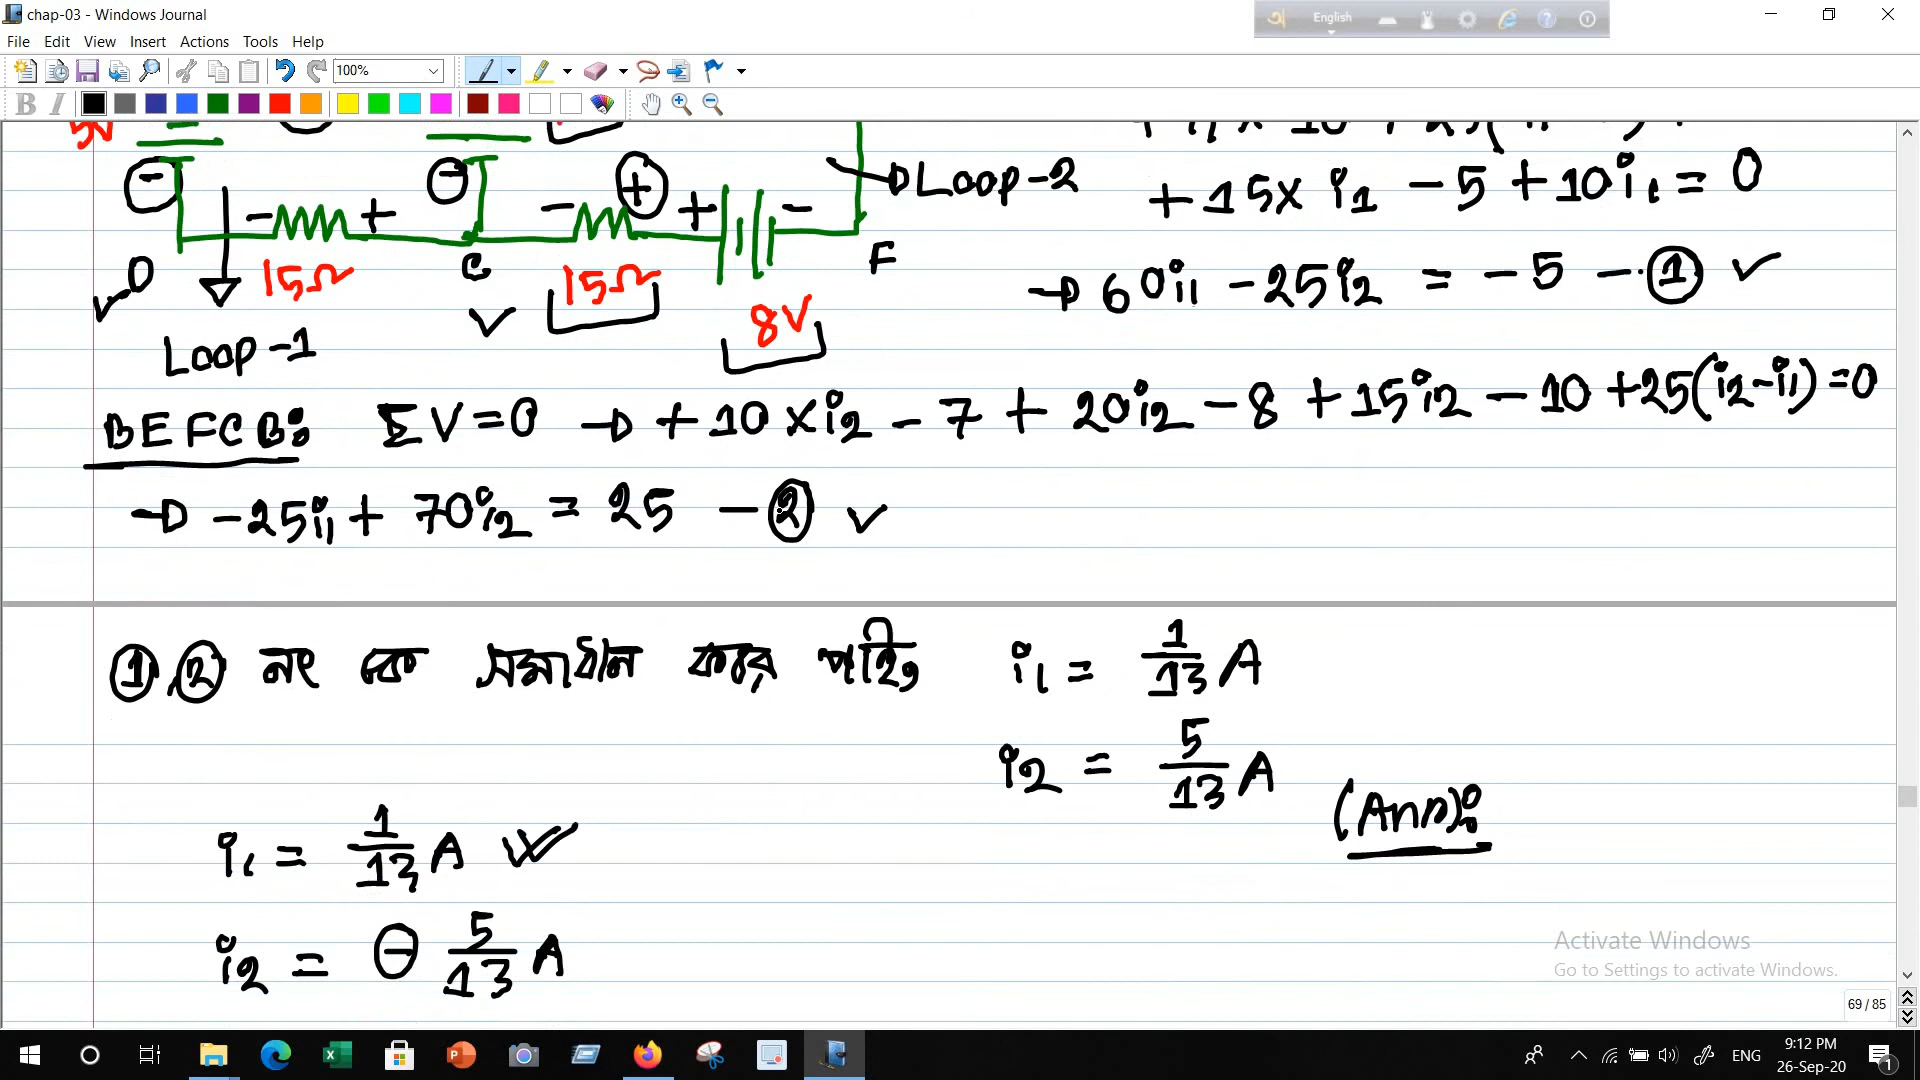 chap-03 - Windows Journal
English
File Edit View Insert Actions Tools Help
100%
5V
+ 15 x i1 - 5 + 10i1 = 0
Loop-2
- + - + + -
D 15Ω C 15Ω F
8V
→ 60i1 - 25i2 = -5 - ① ✓
Loop-1
BEFCB: ΣV=0 → +10 x i2 - 7 + 20i2 - 8 + 15i2 - 10 + 25(i2-i1) = 0
→ -25i1 + 70i2 = 25 - ② ✓
①, ② নং কে সমাধান করে পাই, i1 = 1/13 A
i2 = 5/13 A
(Ans):
i1 = 1/13 A
i2 = ⊖ 5/13 A
Activate Windows
Go to Settings to activate Windows.
69 / 85
ENG
9:12 PM
26-Sep-20
1